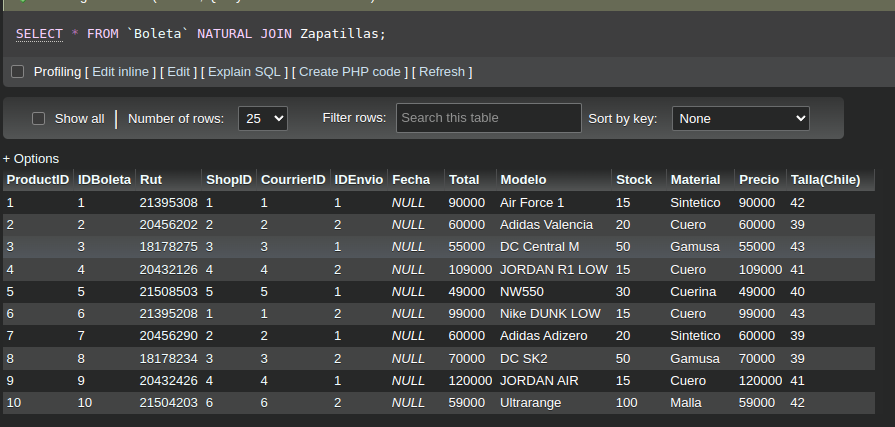 SELECT * FROM `Boleta` NATURAL JOIN Zapatillas;
Profiling [ Edit inline ] [ Edit ] [ Explain SQL ] [ Create PHP code ] [ Refresh ]
Show all Number of rows: 25 Filter rows: Search this table Sort by key: None
+ Options
ProductID IDBoleta Rut ShopID CourrierID IDEnvio Fecha Total Modelo Stock Material Precio Talla(Chile)
1 1 21395308 1 1 1 NULL 90000 Air Force 1 15 Sintetico 90000 42
2 2 20456202 2 2 2 NULL 60000 Adidas Valencia 20 Cuero 60000 39
3 3 18178275 3 3 1 NULL 55000 DC Central M 50 Gamusa 55000 43
4 4 20432126 4 4 2 NULL 109000 JORDAN R1 LOW 15 Cuero 109000 41
5 5 21508503 5 5 1 NULL 49000 NW550 30 Cuerina 49000 40
6 6 21395208 1 1 2 NULL 99000 Nike DUNK LOW 15 Cuero 99000 43
7 7 20456290 2 2 1 NULL 60000 Adidas Adizero 20 Sintetico 60000 39
8 8 18178234 3 3 2 NULL 70000 DC SK2 50 Gamusa 70000 39
9 9 20432426 4 4 1 NULL 120000 JORDAN AIR 15 Cuero 120000 41
10 10 21504203 6 6 2 NULL 59000 Ultrarange 100 Malla 59000 42